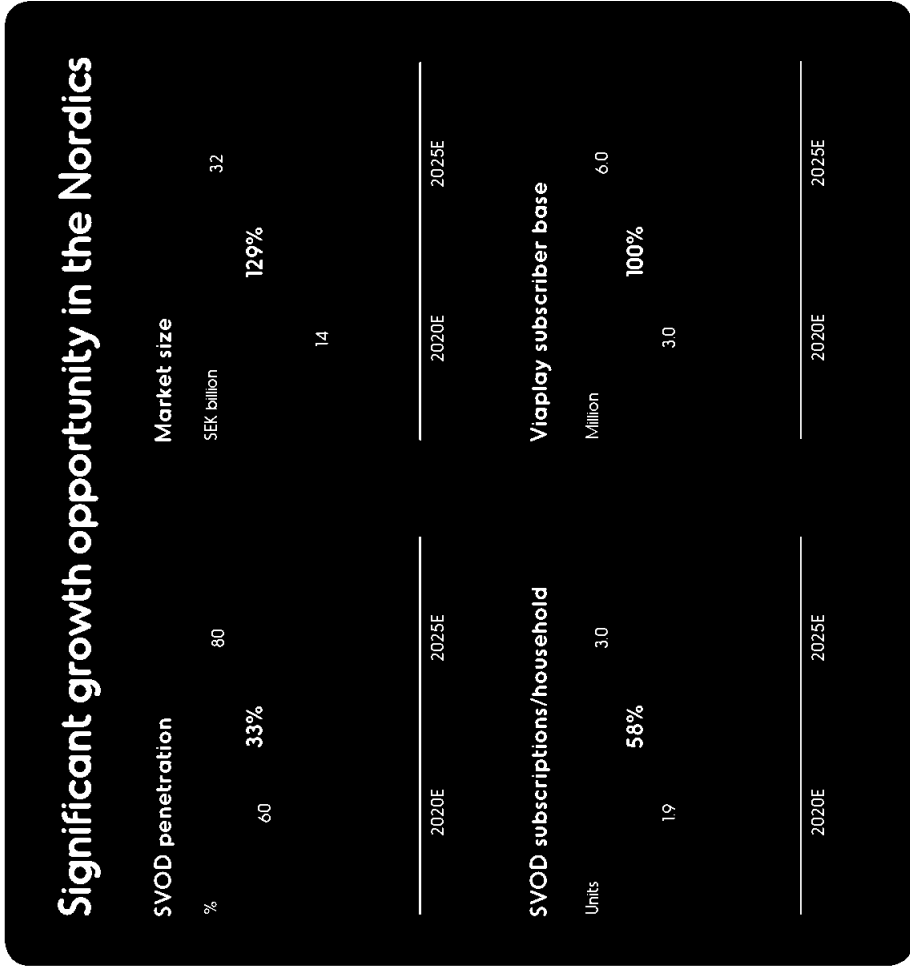 Significant growth opportunity in the Nordics
SVOD penetration
%
60
33%
80
2020E
2025E
Market size
SEK billion
14
129%
32
2020E
2025E
SVOD subscriptions/household
Units
1.9
58%
3.0
2020E
2025E
Viaplay subscriber base
Million
3.0
100%
6.0
2020E
2025E